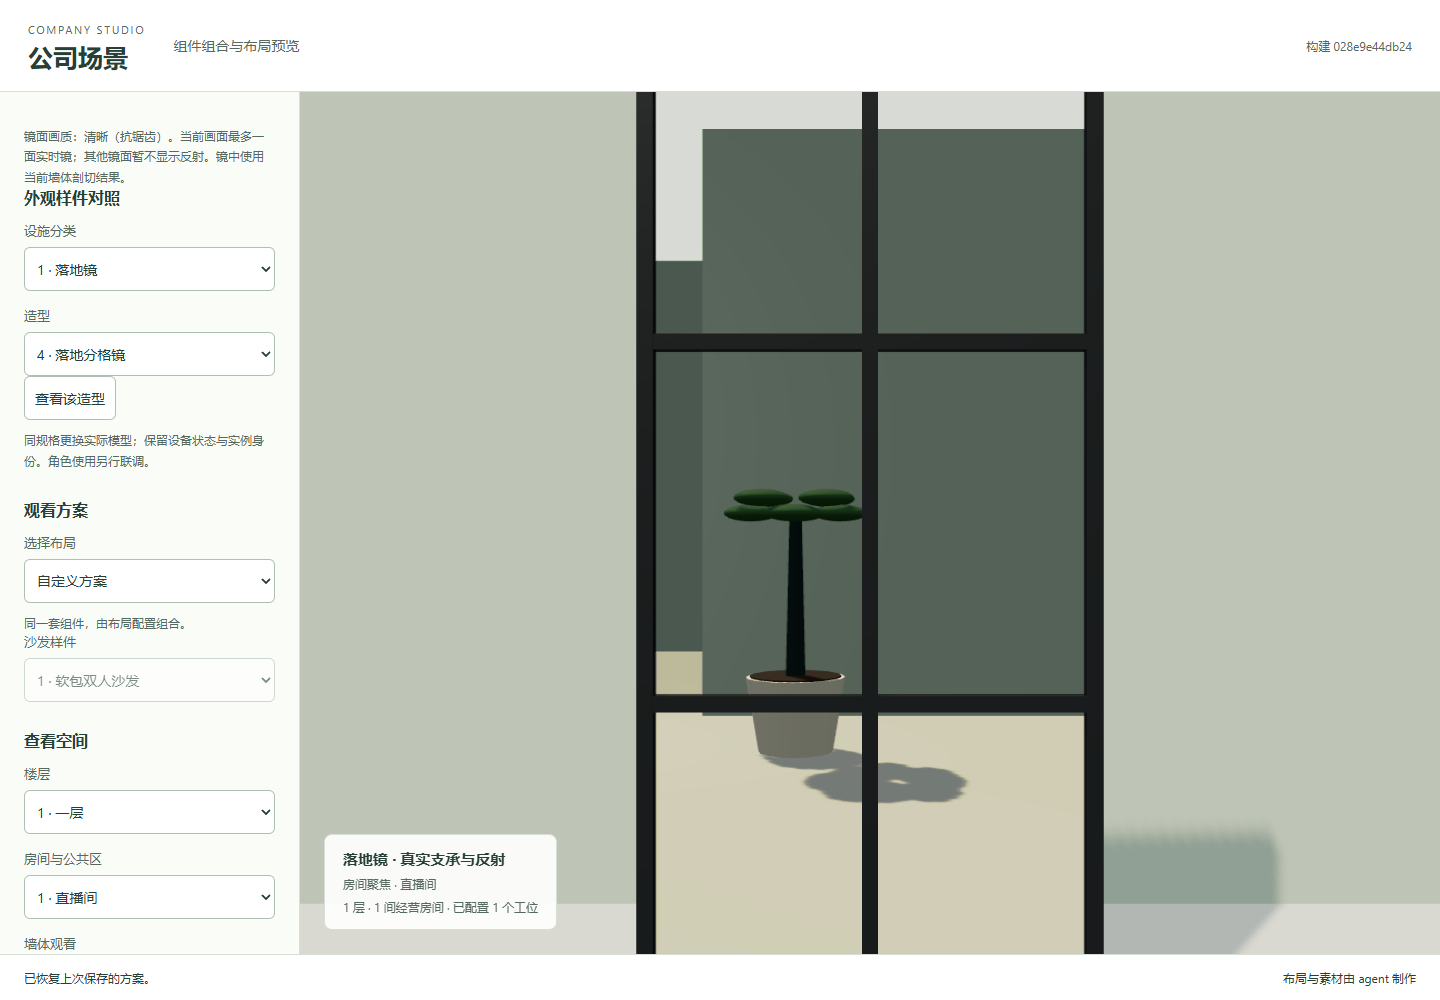 COMPANY STUDIO
公司场景
组件组合与布局预览
构建 028e9e44db24
镜面画质：清晰（抗锯齿）。当前画面最多一
面实时镜；其他镜面暂不显示反射。镜中使用
当前墙体剖切结果。
外观样件对照
设施分类
1 · 落地镜
造型
4 · 落地分格镜
查看该造型
同规格更换实际模型；保留设备状态与实例身
份。角色使用另行联调。
观看方案
选择布局
自定义方案
同一套组件，由布局配置组合。
沙发样件
1 · 软包双人沙发
查看空间
楼层
1 · 一层
房间与公共区
1 · 直播间
墙体观看
落地镜 · 真实支承与反射
房间聚焦 · 直播间
1 层 · 1 间经营房间 · 已配置 1 个工位
已恢复上次保存的方案。
布局与素材由 agent 制作